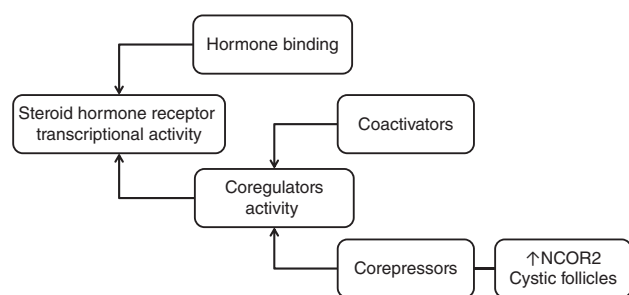 Hormone binding
Steroid hormone receptor
transcriptional activity
Coactivators
Coregulators
activity
Corepressors
↑NCOR2
Cystic follicles